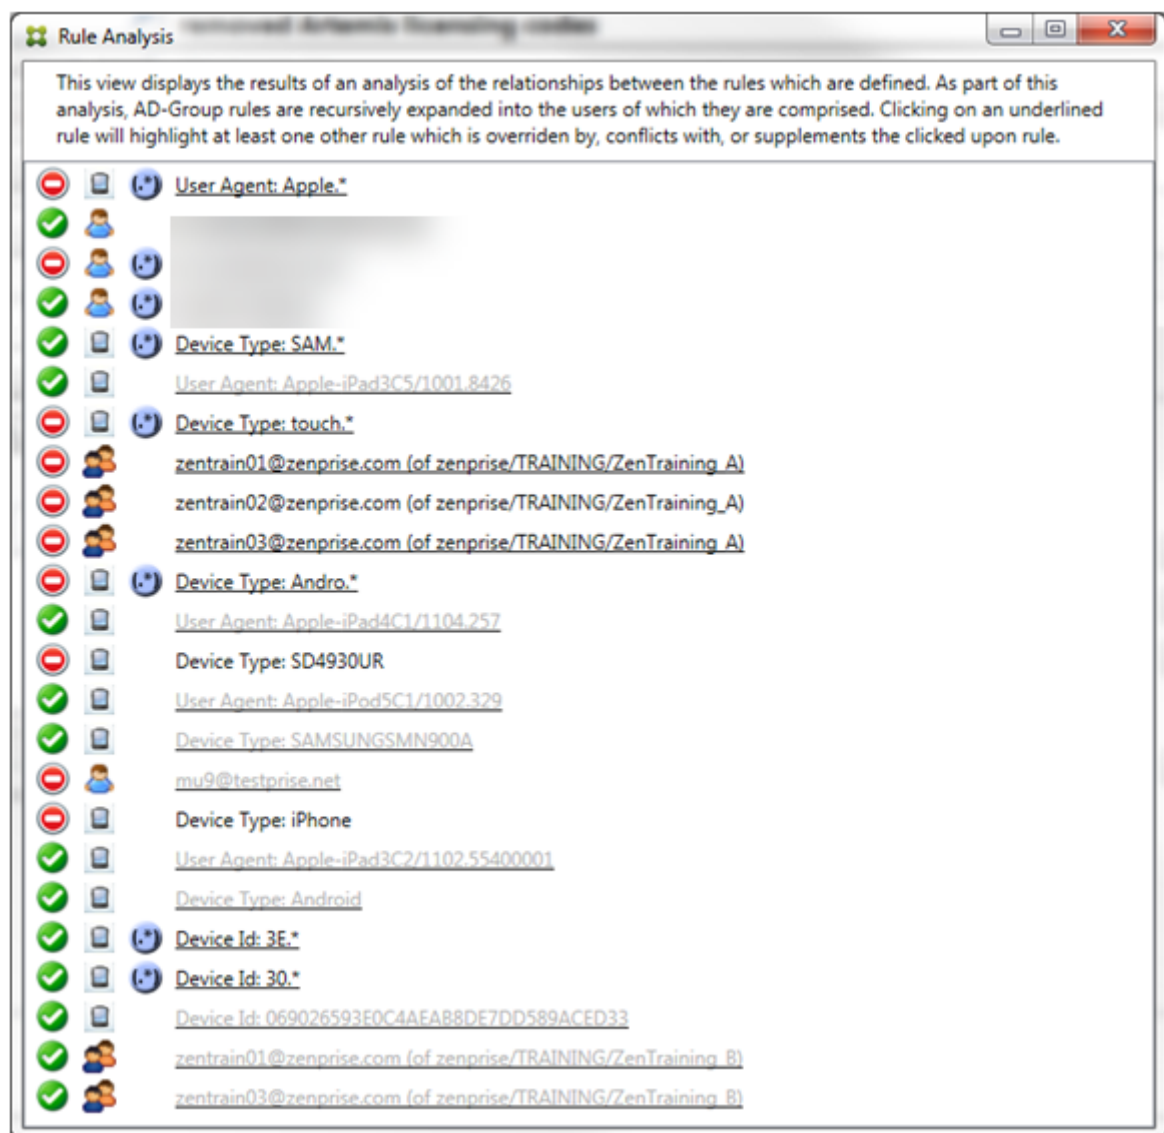 removed Artemis licensing codes
Rule Analysis
This view displays the results of an analysis of the relationships between the rules which are defined. As part of this
analysis, AD-Group rules are recursively expanded into the users of which they are comprised. Clicking on an underlined
rule will highlight at least one other rule which is overriden by, conflicts with, or supplements the clicked upon rule.
(.*) User Agent: Apple.*
(.*)
(.*)
(.*) Device Type: SAM.*
User Agent: Apple-iPad3C5/1001.8426
(.*) Device Type: touch.*
zentrain01@zenprise.com (of zenprise/TRAINING/ZenTraining_A)
zentrain02@zenprise.com (of zenprise/TRAINING/ZenTraining_A)
zentrain03@zenprise.com (of zenprise/TRAINING/ZenTraining_A)
(.*) Device Type: Andro.*
User Agent: Apple-iPad4C1/1104.257
Device Type: SD4930UR
User Agent: Apple-iPod5C1/1002.329
Device Type: SAMSUNGSMN900A
mu9@testprise.net
Device Type: iPhone
User Agent: Apple-iPad3C2/1102.55400001
Device Type: Android
(.*) Device Id: 3E.*
(.*) Device Id: 30.*
Device Id: 069026593E0C4AEAB8DE7DD589ACED33
zentrain01@zenprise.com (of zenprise/TRAINING/ZenTraining_B)
zentrain03@zenprise.com (of zenprise/TRAINING/ZenTraining_B)